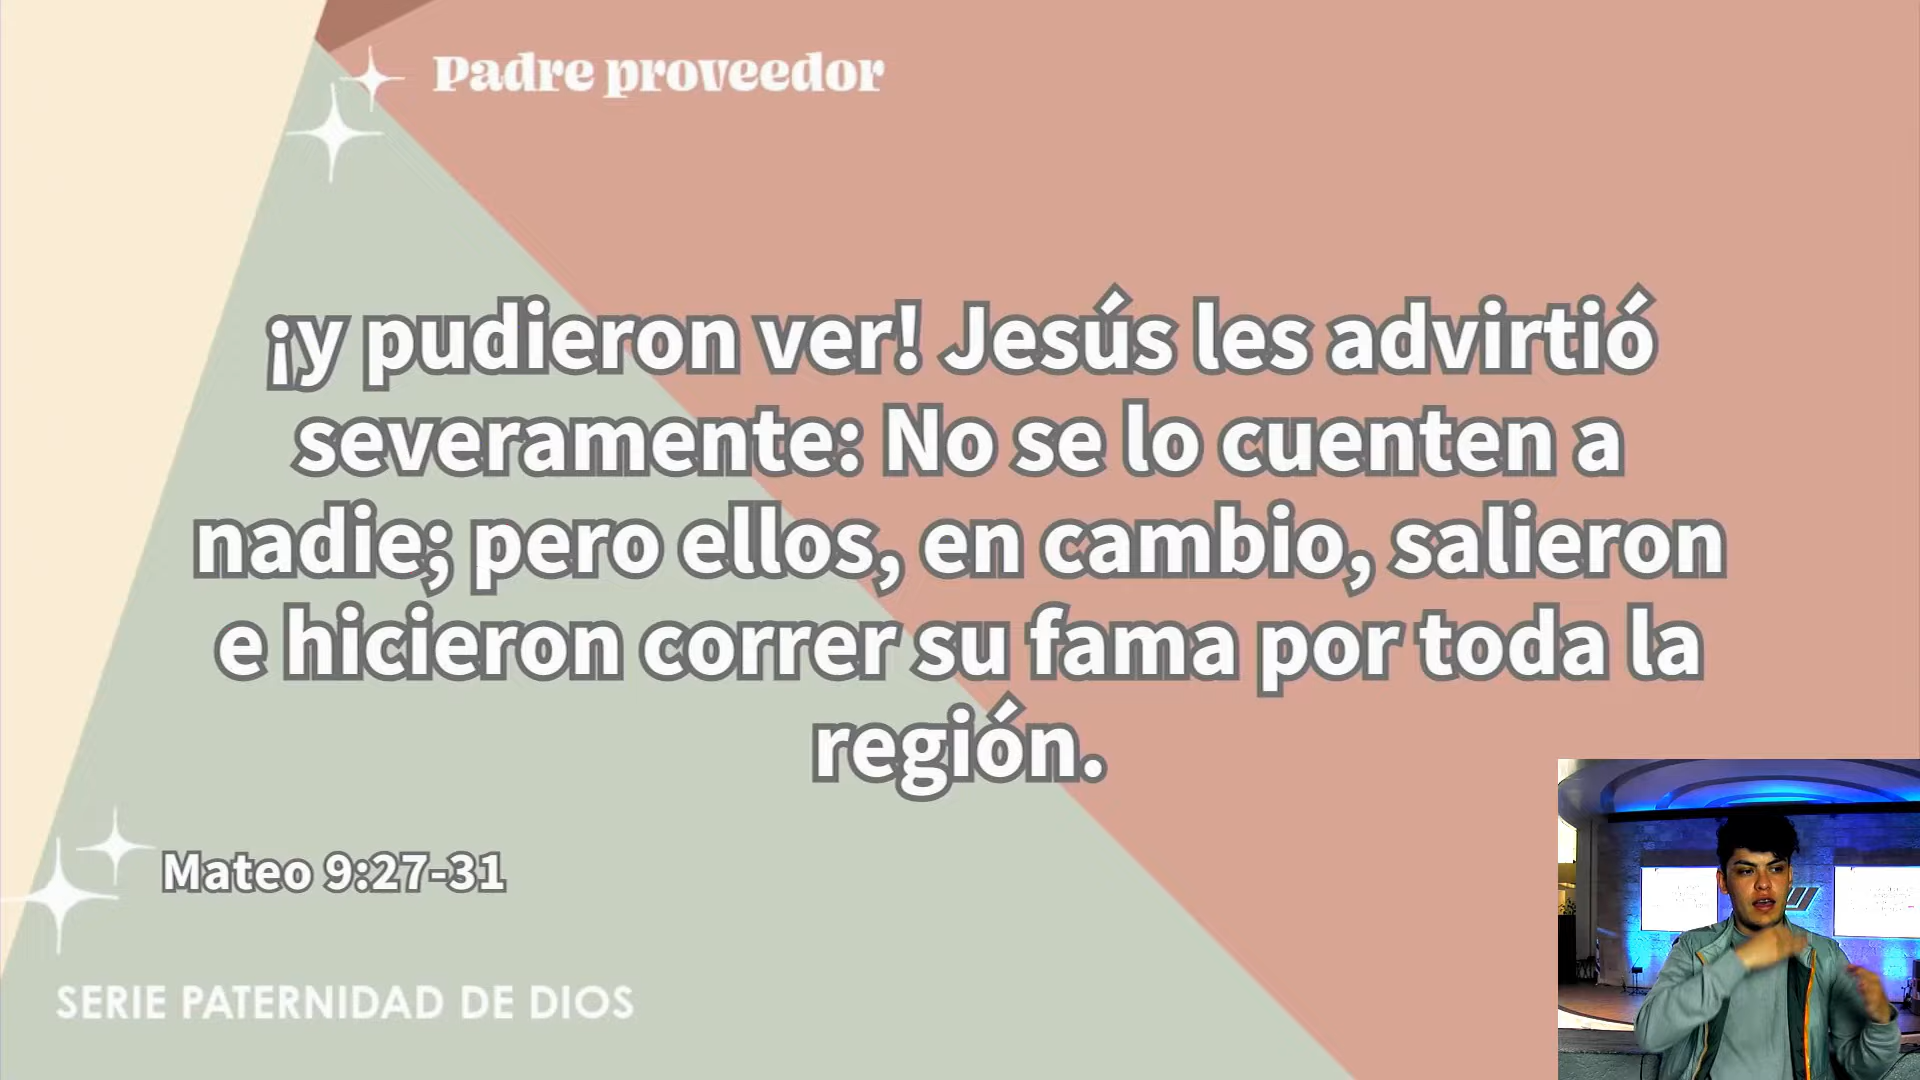 Padre proveedor
¡y pudieron ver! Jesús les advirtió
severamente: No se lo cuenten a
nadie; pero ellos, en cambio, salieron
e hicieron correr su fama por toda la
región.
Mateo 9:27-31
SERIE PATERNIDAD DE DIOS